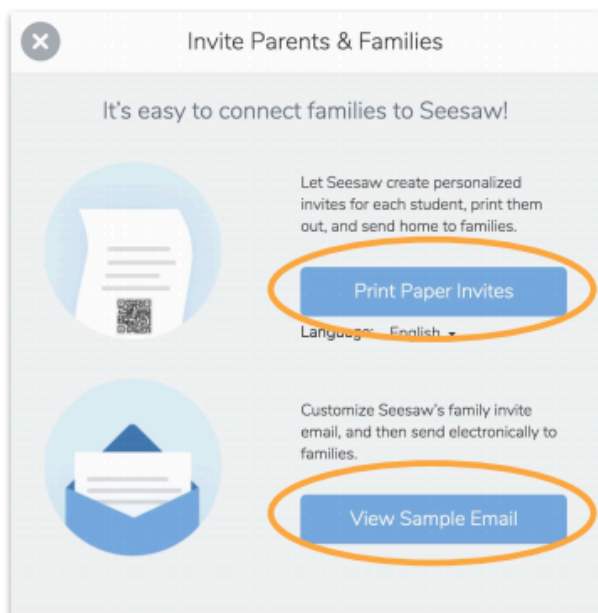 Invite Parents & Families
It's easy to connect families to Seesaw!
Let Seesaw create personalized
invites for each student, print them
out, and send home to families.
Print Paper Invites
Language: English
Customize Seesaw's family invite
email, and then send electronically to
families.
View Sample Email